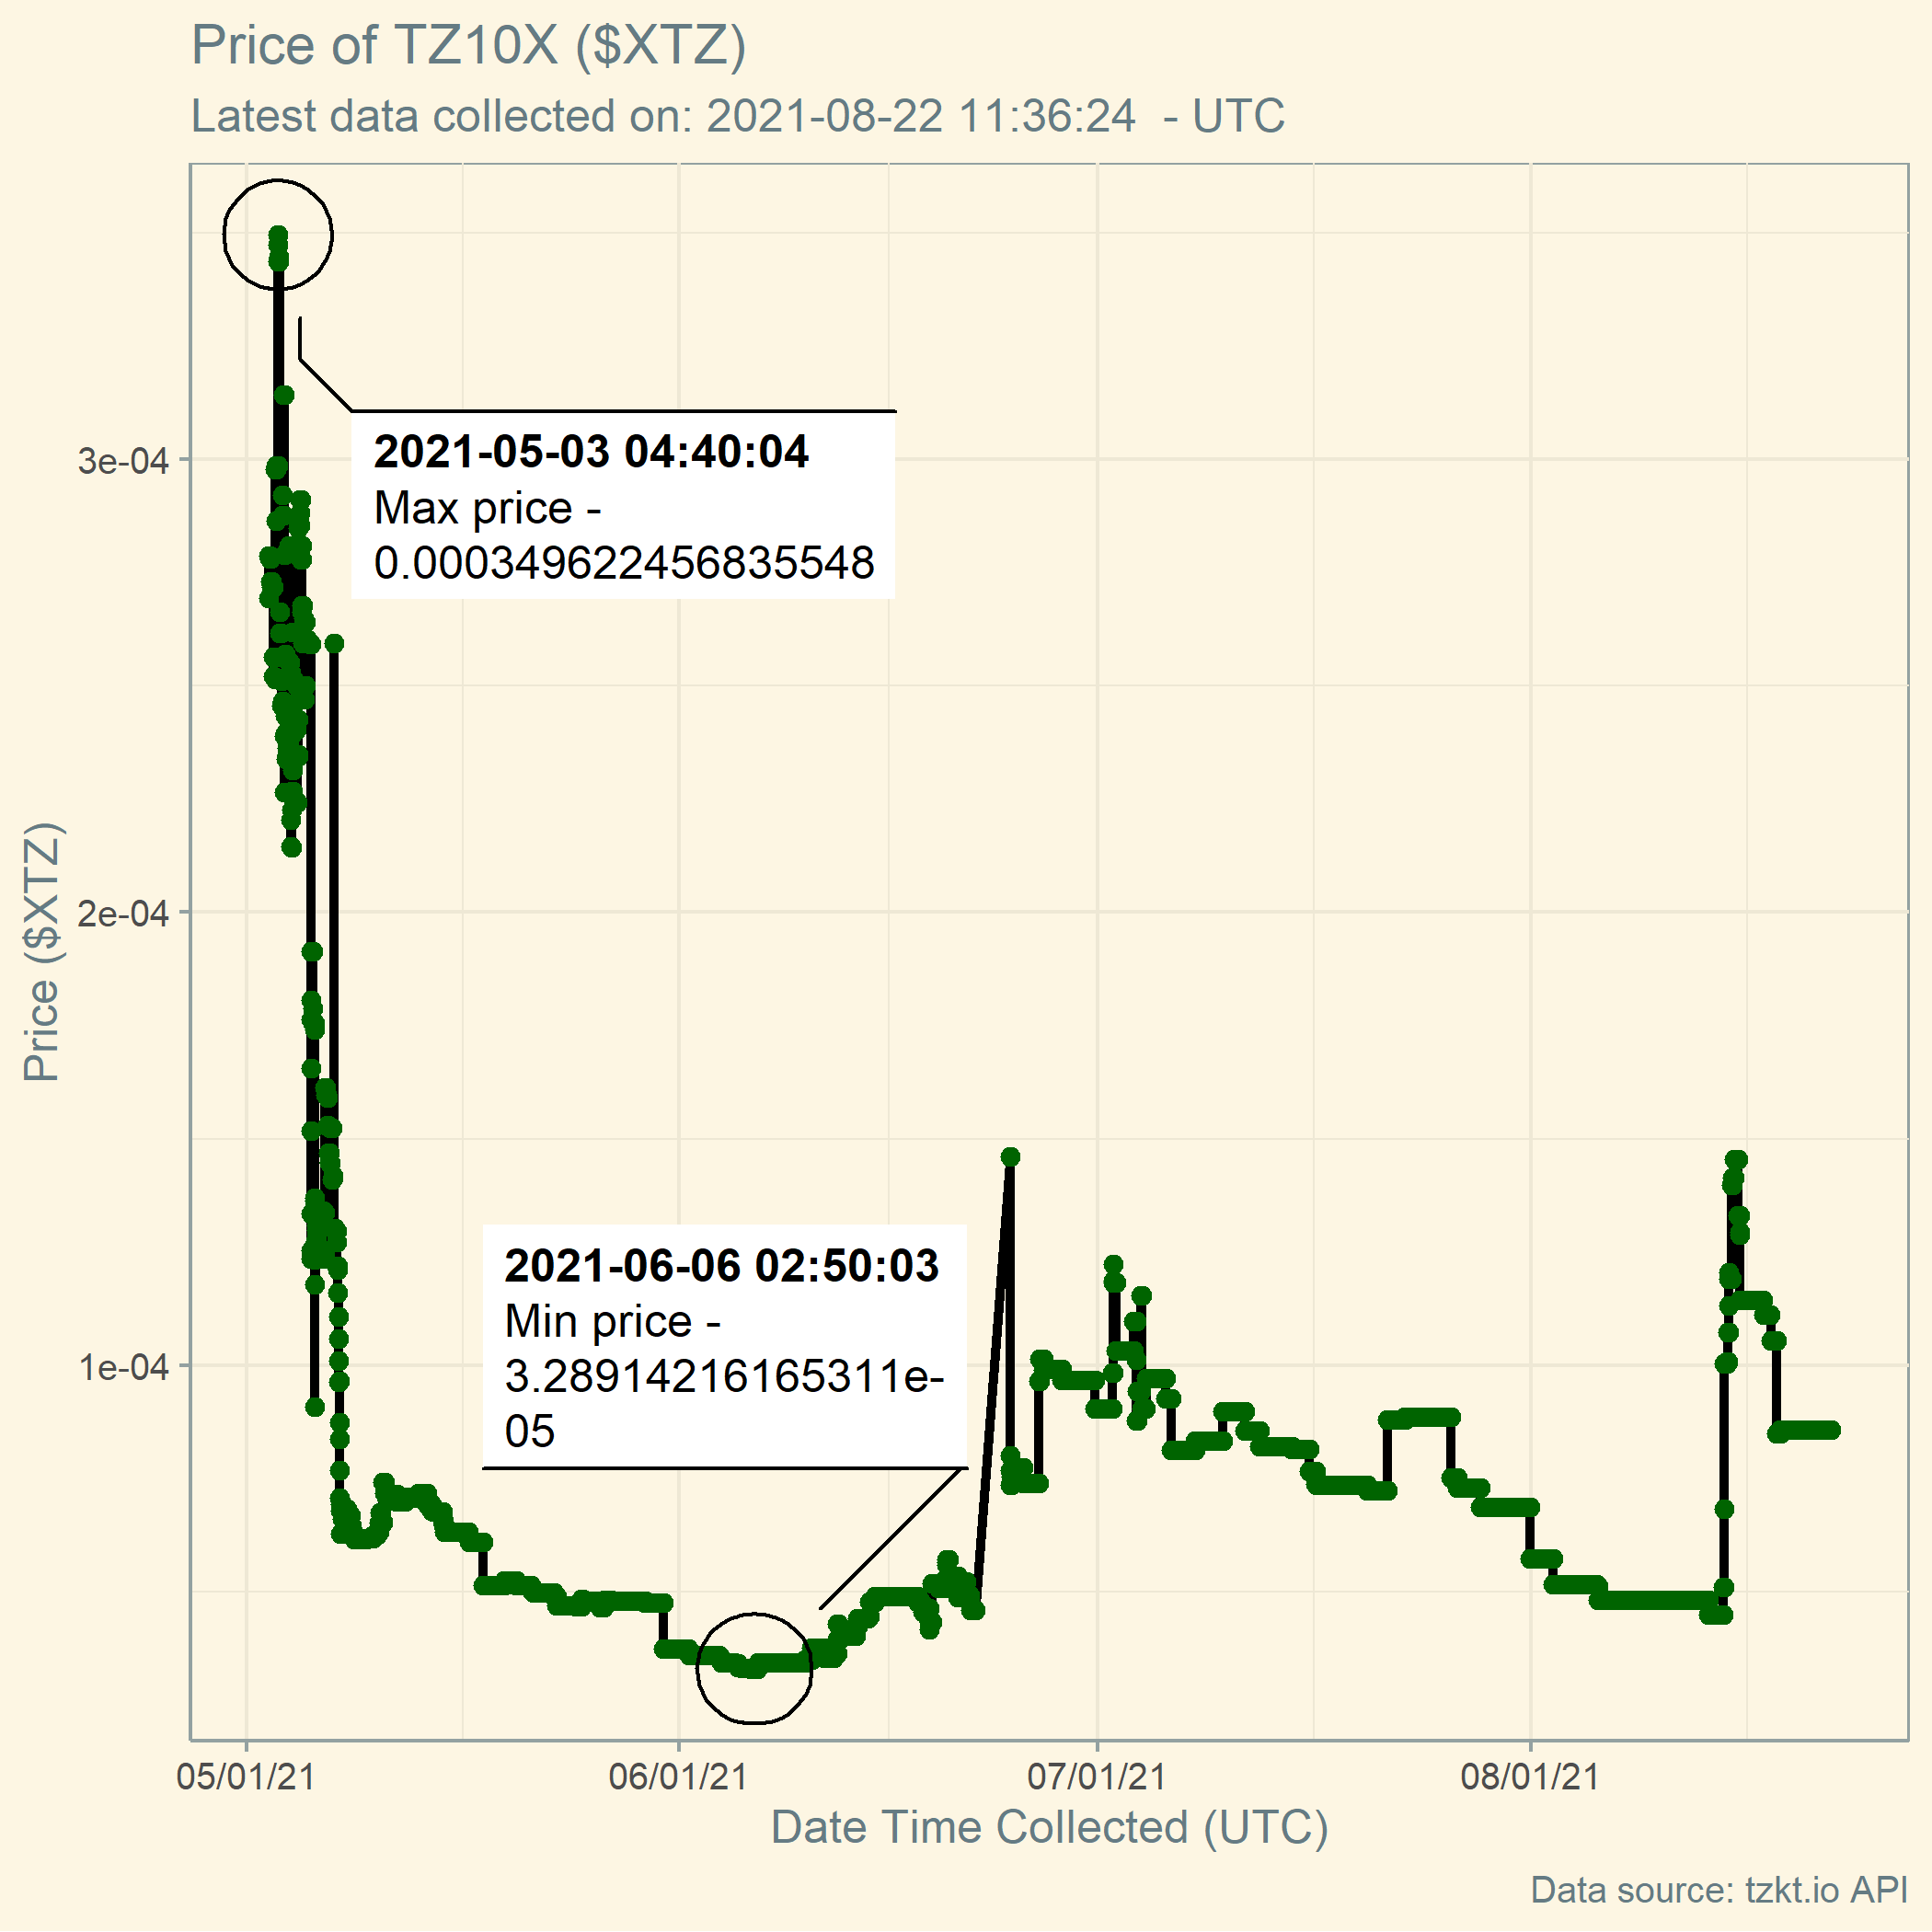 Price of TZ10X ($XTZ)
Latest data collected on: 2021-08-22 11:36:24  - UTC
2021-05-03 04:40:04
Max price -
0.000349622456835548
3e-04
2e-04
1e-04
Price ($XTZ)
2021-06-06 02:50:03
Min price -
3.28914216165311e-
05
05/01/21
06/01/21
07/01/21
08/01/21
Date Time Collected (UTC)
Data source: tzkt.io API